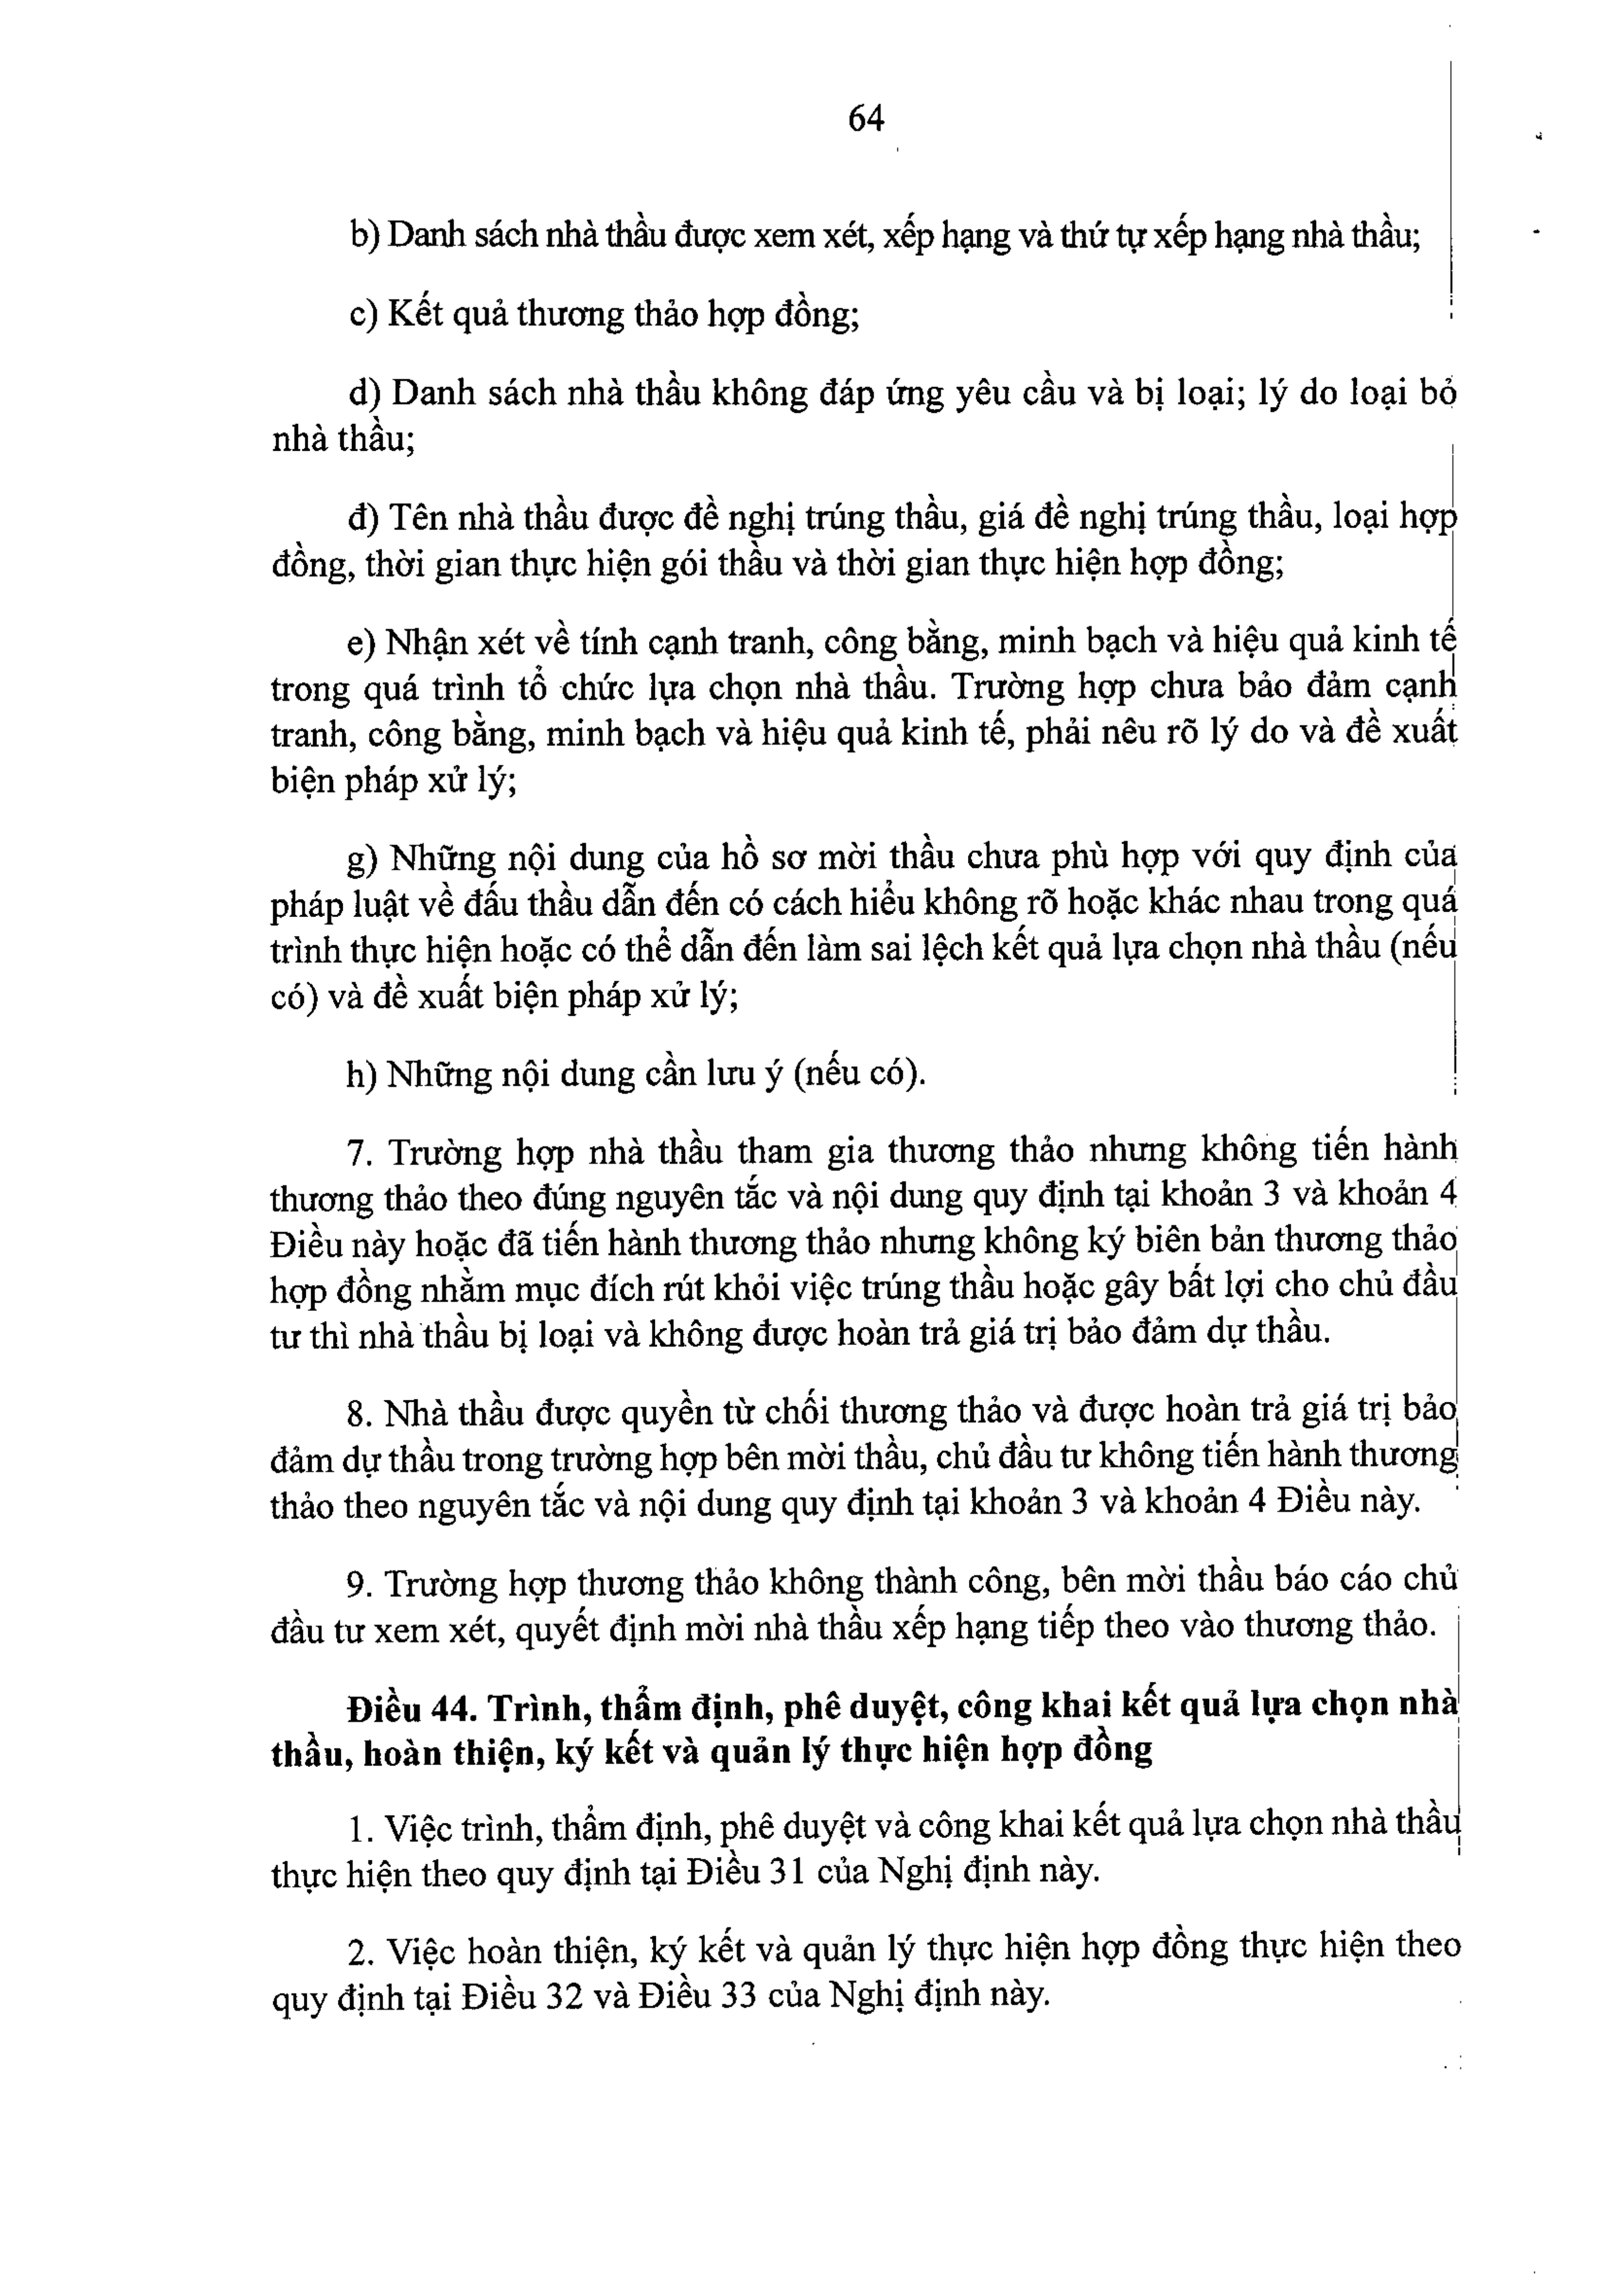 64
b) Danh sách nhà thầu được xem xét, xếp hạng và thứ tự xếp hạng nhà thầu;
c) Kết quả thương thảo hợp đồng;
d) Danh sách nhà thầu không đáp ứng yêu cầu và bị loại; lý do loại bỏ
nhà thầu;
đ) Tên nhà thầu được đề nghị trúng thầu, giá đề nghị trúng thầu, loại hợp
đồng, thời gian thực hiện gói thầu và thời gian thực hiện hợp đồng;
e) Nhận xét về tính cạnh tranh, công bằng, minh bạch và hiệu quả kinh tế
trong quá trình tổ chức lựa chọn nhà thầu. Trường hợp chưa bảo đảm cạnh
tranh, công bằng, minh bạch và hiệu quả kinh tế, phải nêu rõ lý do và đề xuất
biện pháp xử lý;
g) Những nội dung của hồ sơ mời thầu chưa phù hợp với quy định của
pháp luật về đấu thầu dẫn đến có cách hiểu không rõ hoặc khác nhau trong quá
trình thực hiện hoặc có thể dẫn đến làm sai lệch kết quả lựa chọn nhà thầu (nếu
có) và đề xuất biện pháp xử lý;
h) Những nội dung cần lưu ý (nếu có).
7. Trường hợp nhà thầu tham gia thương thảo nhưng không tiến hành
thương thảo theo đúng nguyên tắc và nội dung quy định tại khoản 3 và khoản 4
Điều này hoặc đã tiến hành thương thảo nhưng không ký biên bản thương thảo
hợp đồng nhằm mục đích rút khỏi việc trúng thầu hoặc gây bất lợi cho chủ đầu
tư thì nhà thầu bị loại và không được hoàn trả giá trị bảo đảm dự thầu.
8. Nhà thầu được quyền từ chối thương thảo và được hoàn trả giá trị bảo
đảm dự thầu trong trường hợp bên mời thầu, chủ đầu tư không tiến hành thương
thảo theo nguyên tắc và nội dung quy định tại khoản 3 và khoản 4 Điều này.
9. Trường hợp thương thảo không thành công, bên mời thầu báo cáo chủ
đầu tư xem xét, quyết định mời nhà thầu xếp hạng tiếp theo vào thương thảo.
Điều 44. Trình, thẩm định, phê duyệt, công khai kết quả lựa chọn nhà
thầu, hoàn thiện, ký kết và quản lý thực hiện hợp đồng
1. Việc trình, thẩm định, phê duyệt và công khai kết quả lựa chọn nhà thầu
thực hiện theo quy định tại Điều 31 của Nghị định này.
2. Việc hoàn thiện, ký kết và quản lý thực hiện hợp đồng thực hiện theo
quy định tại Điều 32 và Điều 33 của Nghị định này.